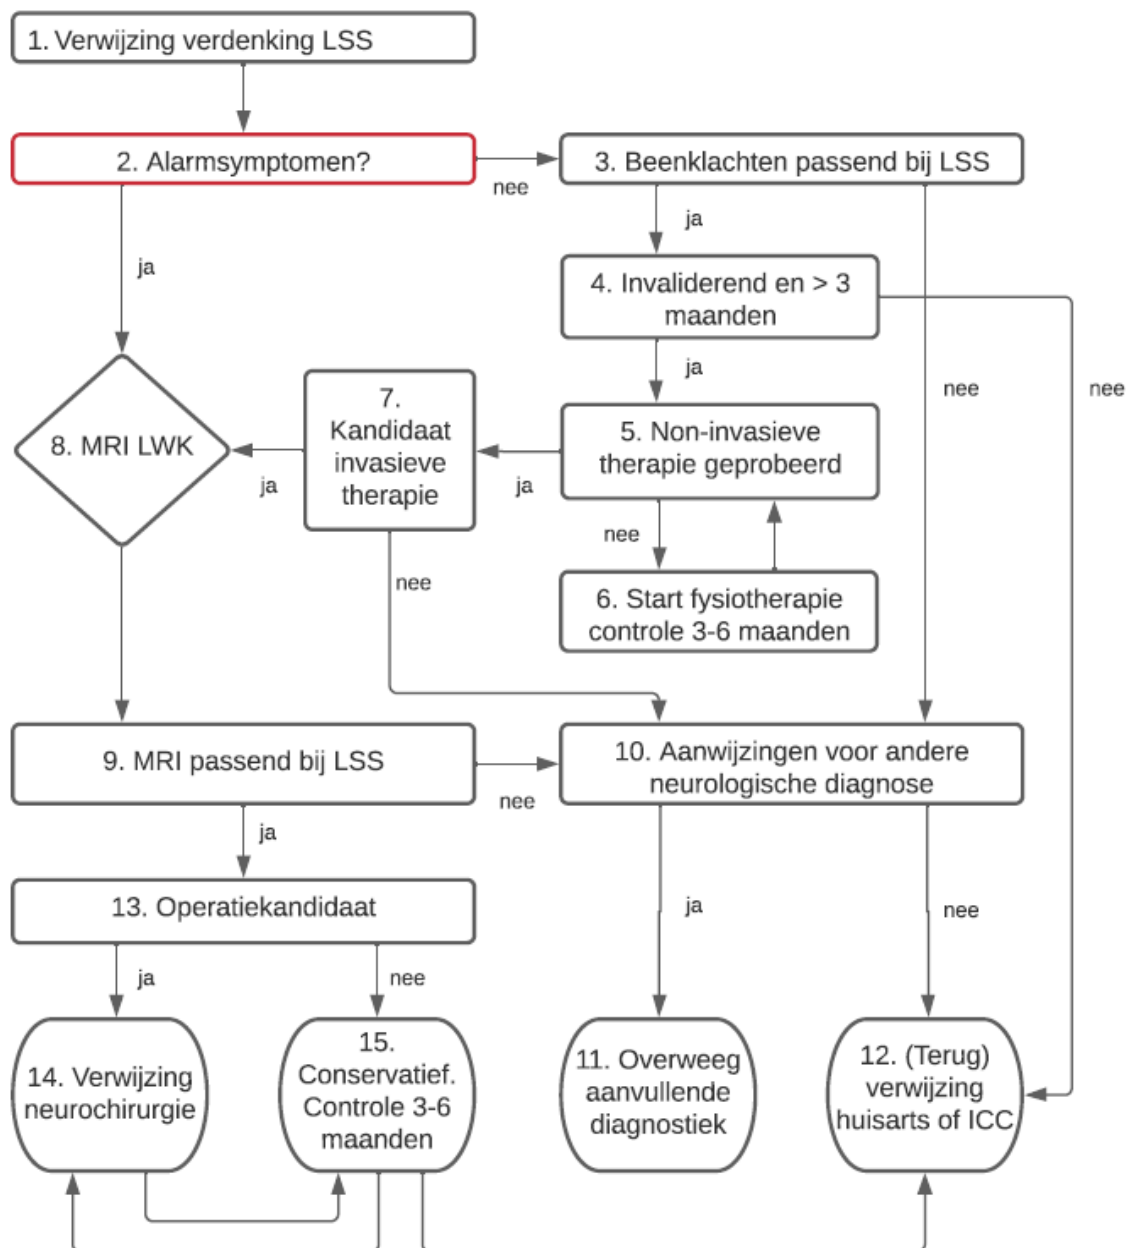 1. Verwijzing verdenking LSS
2. Alarmsymptomen?
nee
3. Beenklachten passend bij LSS
ja
ja
4. Invaliderend en > 3
maanden
ja
nee
nee
7.
Kandidaat
invasieve
therapie
5. Non-invasieve
therapie geprobeerd
8. MRI LWK
ja
ja
nee
nee
6. Start fysiotherapie
controle 3-6 maanden
9. MRI passend bij LSS
nee
10. Aanwijzingen voor andere
neurologische diagnose
ja
13. Operatiekandidaat
ja
nee
ja
nee
14. Verwijzing
neurochirurgie
15.
Conservatief.
Controle 3-6
maanden
11. Overweeg
aanvullende
diagnostiek
12. (Terug)
verwijzing
huisarts of ICC